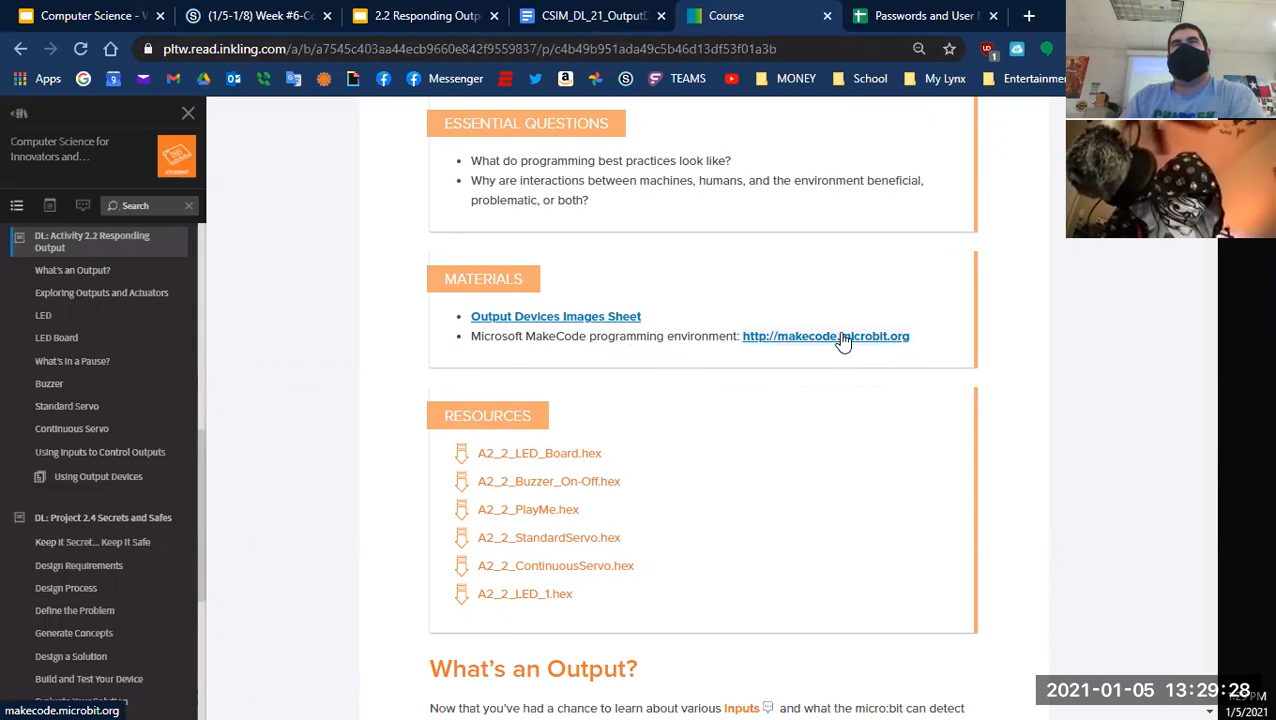 Computer Science - W
(1/5-1/8) Week #6-C
2.2 Responding Output
CSIM_DL_21_Output
Course
Passwords and User
pltw.read.inkling.com/a/b/a7545c403aa44ecb9660e842f9559837/p/c4b49b951ada49c5b46d13df53f01a3b
Apps
Messenger
TEAMS
MONEY
School
My Lynx
Entertainme
Computer Science for
Innovators and...
STUDENT
Search
DL: Activity 2.2 Responding
Output
What's an Output?
Exploring Outputs and Actuators
LED
LED Board
What's In a Pause?
Buzzer
Standard Servo
Continuous Servo
Using Inputs to Control Outputs
Using Output Devices
DL: Project 2.4 Secrets and Safes
Keep It Secret... Keep It Safe
Design Requirements
Design Process
Define the Problem
Generate Concepts
Design a Solution
Build and Test Your Device
makecode.microbit.org
ESSENTIAL QUESTIONS
• What do programming best practices look like?
• Why are interactions between machines, humans, and the environment beneficial,
problematic, or both?
MATERIALS
• Output Devices Images Sheet
• Microsoft MakeCode programming environment: http://makecode.microbit.org
RESOURCES
A2_2_LED_Board.hex
A2_2_Buzzer_On-Off.hex
A2_2_PlayMe.hex
A2_2_StandardServo.hex
A2_2_ContinuousServo.hex
A2_2_LED_1.hex
What's an Output?
Now that you've had a chance to learn about various Inputs and what the micro:bit can detect
2021-01-05 13:29:28
1/5/2021